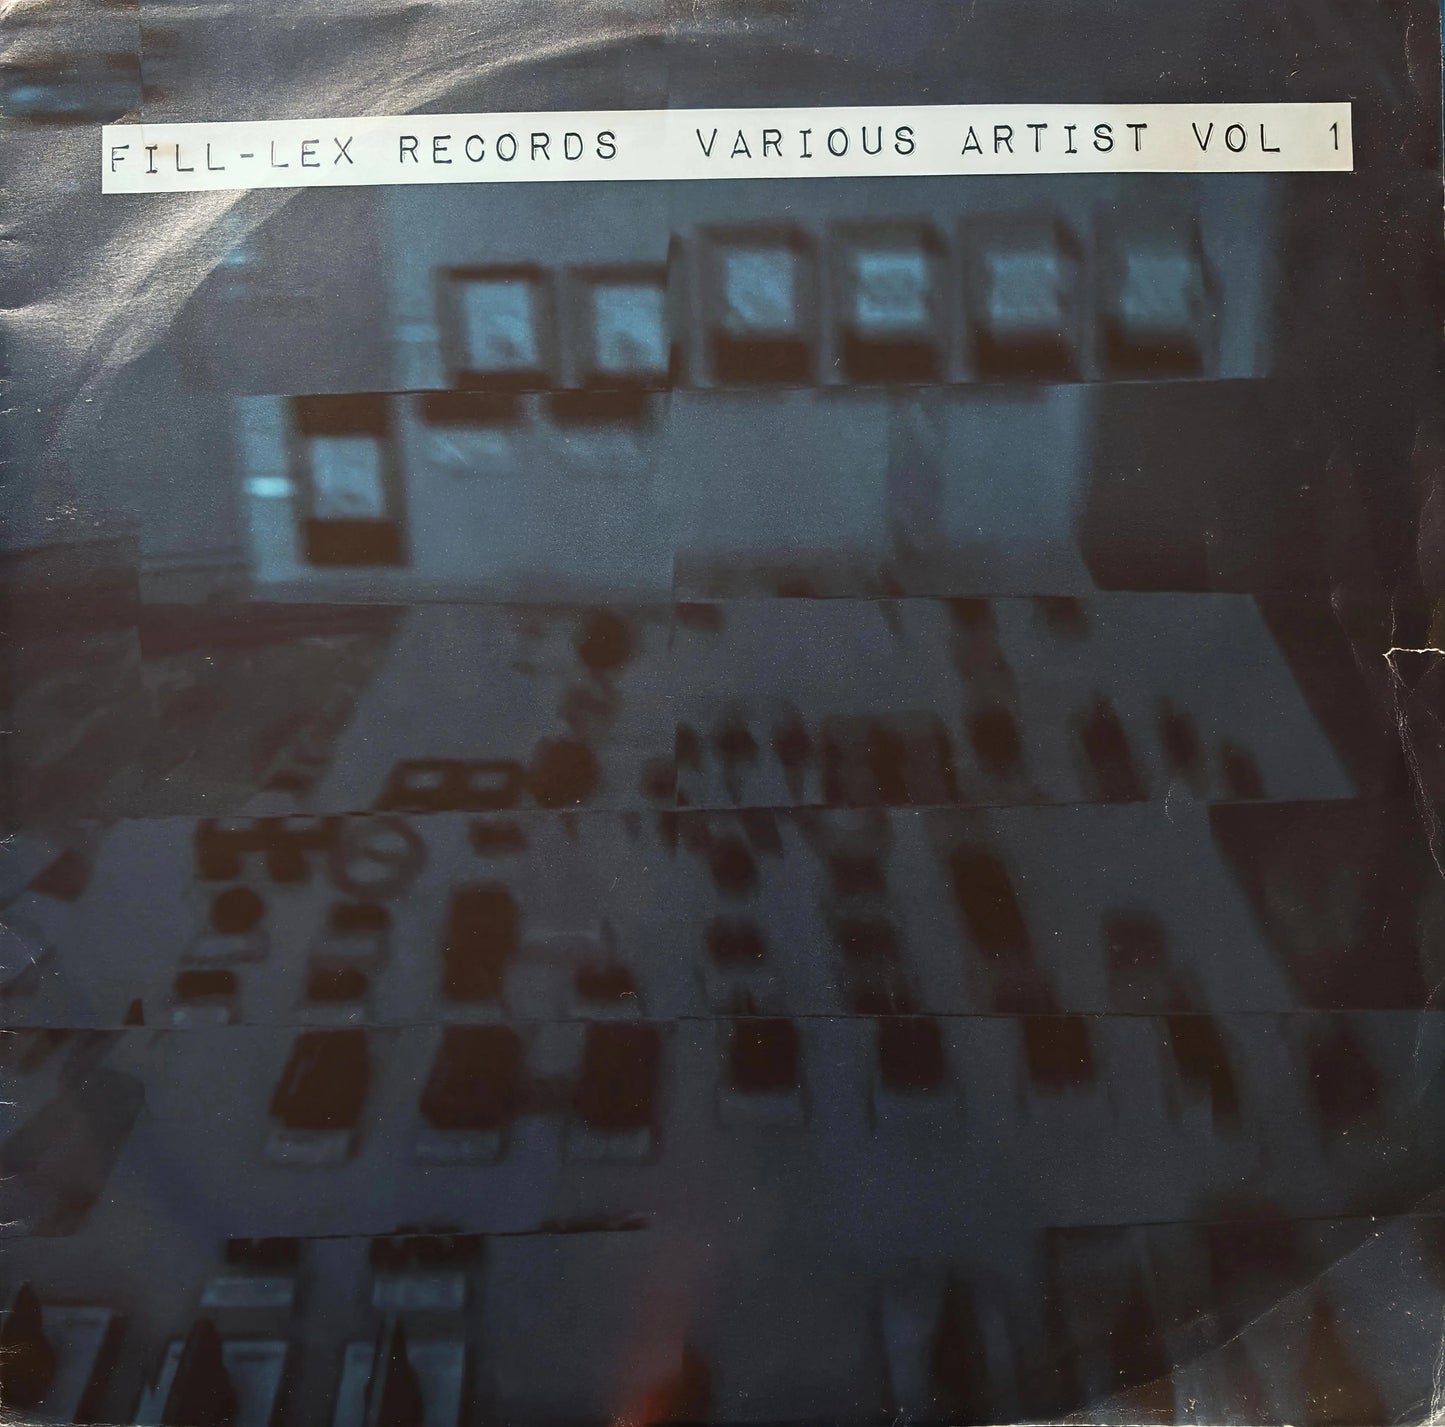 FILL-LEX RECORDS VARIOUS ARTIST VOL 1